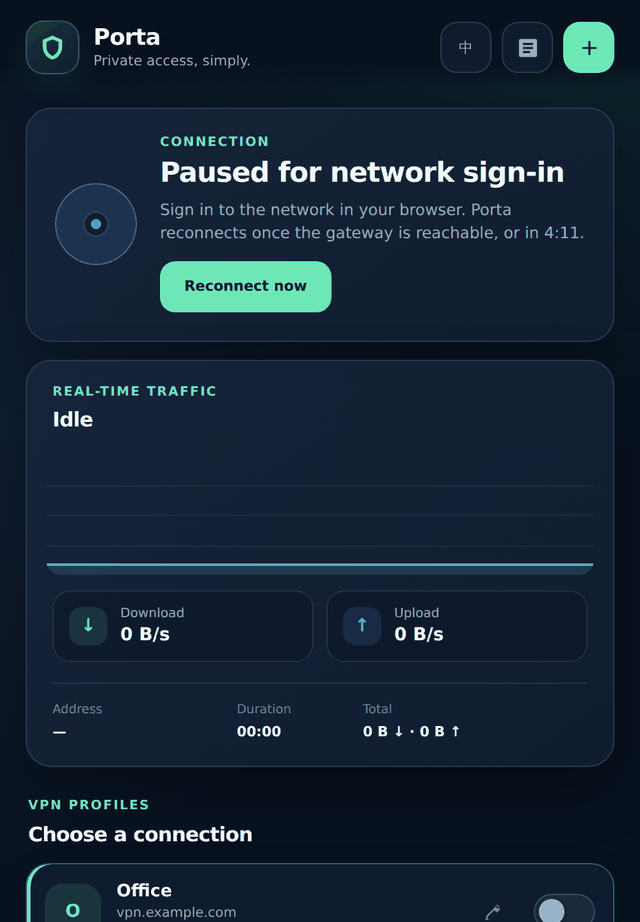 Porta
Private access, simply.
中
+
CONNECTION
Paused for network sign-in
Sign in to the network in your browser. Porta
reconnects once the gateway is reachable, or in 4:11.
Reconnect now
REAL-TIME TRAFFIC
Idle
↓
Download
0 B/s
↑
Upload
0 B/s
Address
Duration
Total
—
00:00
0 B ↓ · 0 B ↑
VPN PROFILES
Choose a connection
O
Office
vpn.example.com